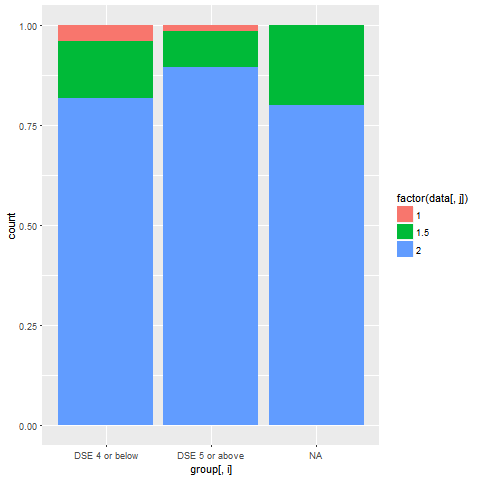 1.00
0.75
0.50
0.25
0.00
count
DSE 4 or below
DSE 5 or above
NA
group[, i]
factor(data[, j])
1
1.5
2